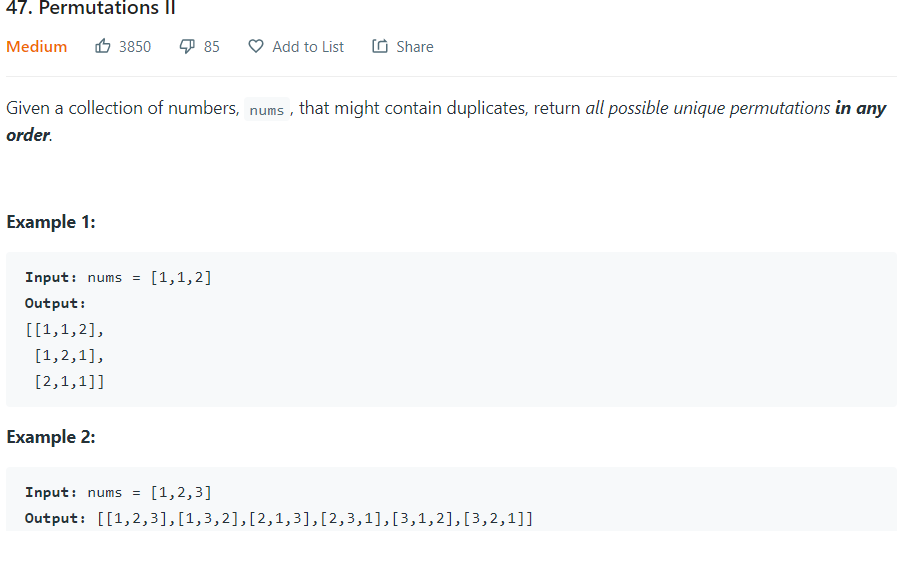 47. Permutations II
Medium 3850 85 Add to List Share
Given a collection of numbers, nums , that might contain duplicates, return all possible unique permutations in any
order.
Example 1:
Input: nums = [1,1,2]
Output:
[[1,1,2],
[1,2,1],
[2,1,1]]
Example 2:
Input: nums = [1,2,3]
Output: [[1,2,3],[1,3,2],[2,1,3],[2,3,1],[3,1,2],[3,2,1]]